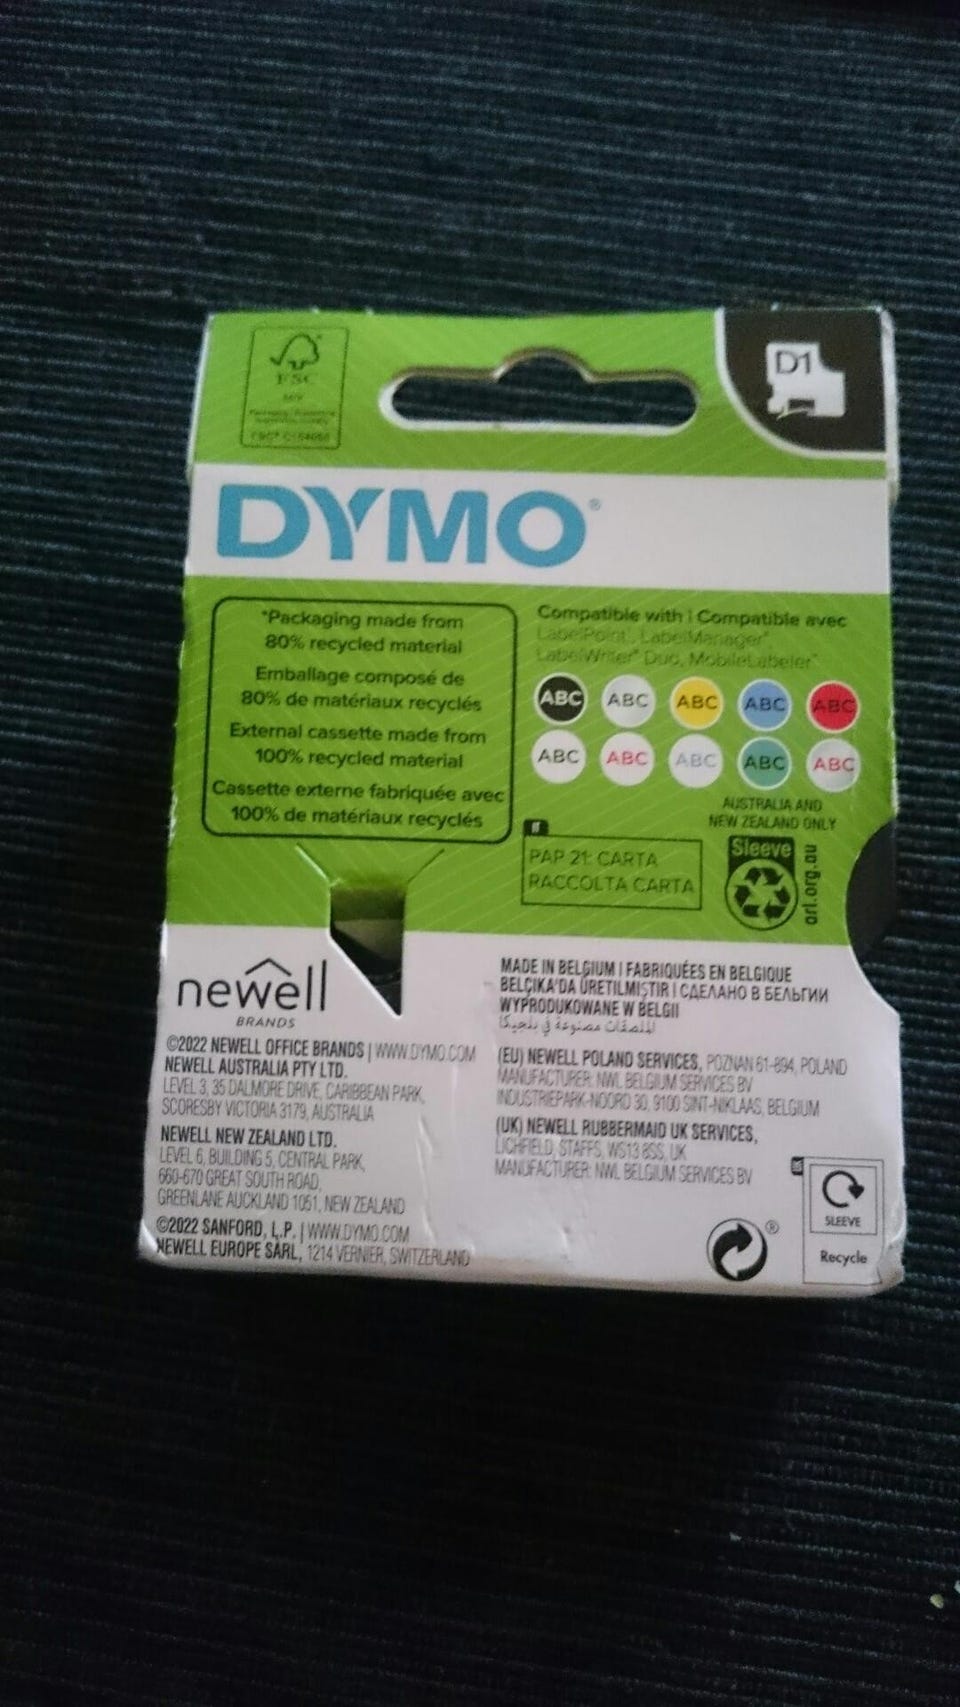 FSC
D1
DYMO®
*Packaging made from
80% recycled material
Emballage composé de
80% de matériaux recyclés
External cassette made from
100% recycled material
Cassette externe fabriquée avec
100% de matériaux recyclés
Compatible with | Compatible avec
LabelPoint™, LabelManager®
LabelWriter® Duo, MobileLabeler™
ABC ABC ABC ABC ABC
ABC ABC ABC ABC ABC
AUSTRALIA AND
NEW ZEALAND ONLY
PAP 21: CARTA
RACCOLTA CARTA
Sleeve
arl.org.au
newell
BRANDS
©2022 NEWELL OFFICE BRANDS | WWW.DYMO.COM
NEWELL AUSTRALIA PTY LTD.
LEVEL 3, 35 DALMORE DRIVE, CARIBBEAN PARK,
SCORESBY VICTORIA 3179, AUSTRALIA
NEWELL NEW ZEALAND LTD.
LEVEL 6, BUILDING 5, CENTRAL PARK,
660-670 GREAT SOUTH ROAD,
GREENLANE AUCKLAND 1051, NEW ZEALAND
©2022 SANFORD, L.P. | WWW.DYMO.COM
NEWELL EUROPE SARL, 1214 VERNIER, SWITZERLAND
MADE IN BELGIUM | FABRIQUÉES EN BELGIQUE
BELÇIKA'DA ÜRETILMIŞTIR | СДЕЛАНО В БЕЛЬГИИ
WYPRODUKOWANE W BELGII
الملصقات مصنوعة في بلجيكا
(EU) NEWELL POLAND SERVICES, POZNAN 61-894, POLAND
MANUFACTURER: NWL BELGIUM SERVICES BV
INDUSTRIEPARK-NOORD 30, 9100 SINT-NIKLAAS, BELGIUM
(UK) NEWELL RUBBERMAID UK SERVICES,
LICHFIELD, STAFFS, WS13 8SS, UK
MANUFACTURER: NWL BELGIUM SERVICES BV
®
SLEEVE
Recycle